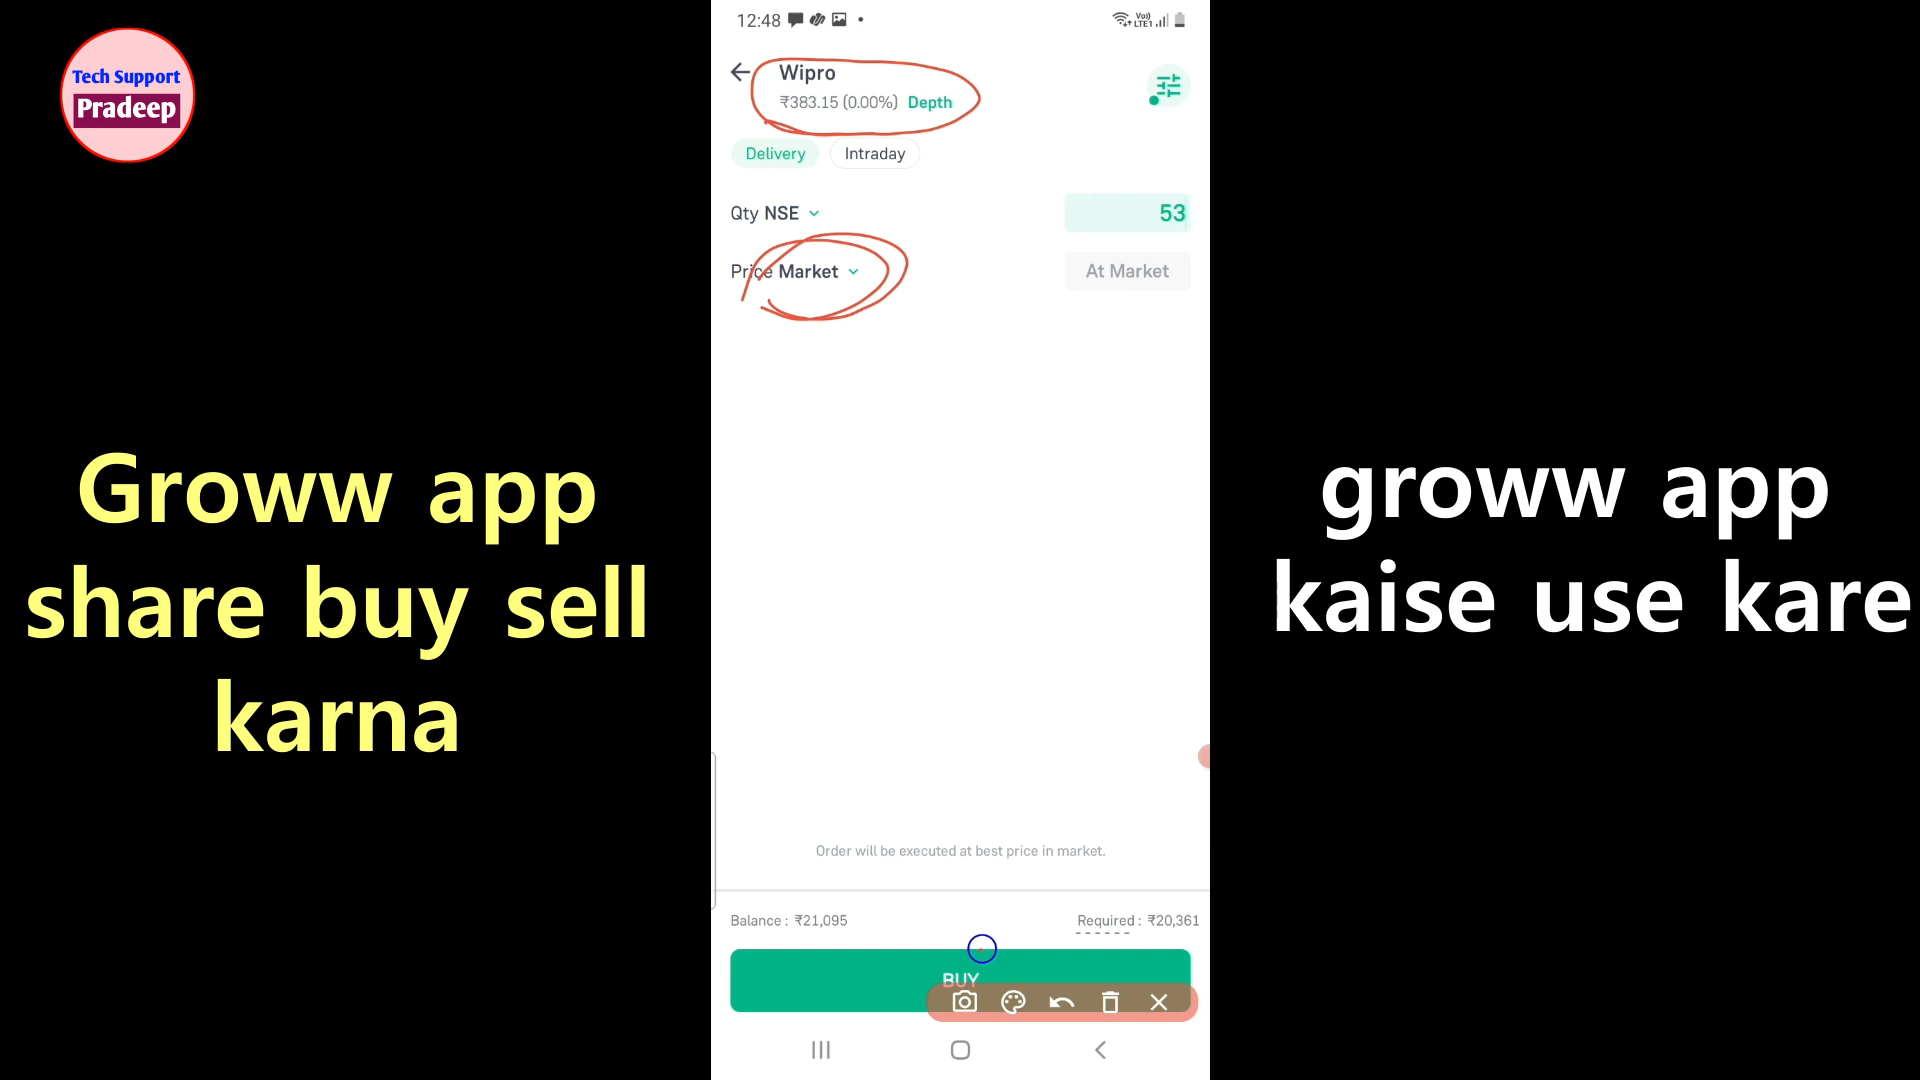 Tech Support
Pradeep
Groww app
share buy sell
karna
12:48
Vo))
LTE1
Wipro
₹383.15 (0.00%) Depth
Delivery Intraday
Qty NSE 53
Price Market At Market
Order will be executed at best price in market.
Balance : ₹21,095 Required : ₹20,361
BUY
groww app
kaise use kare